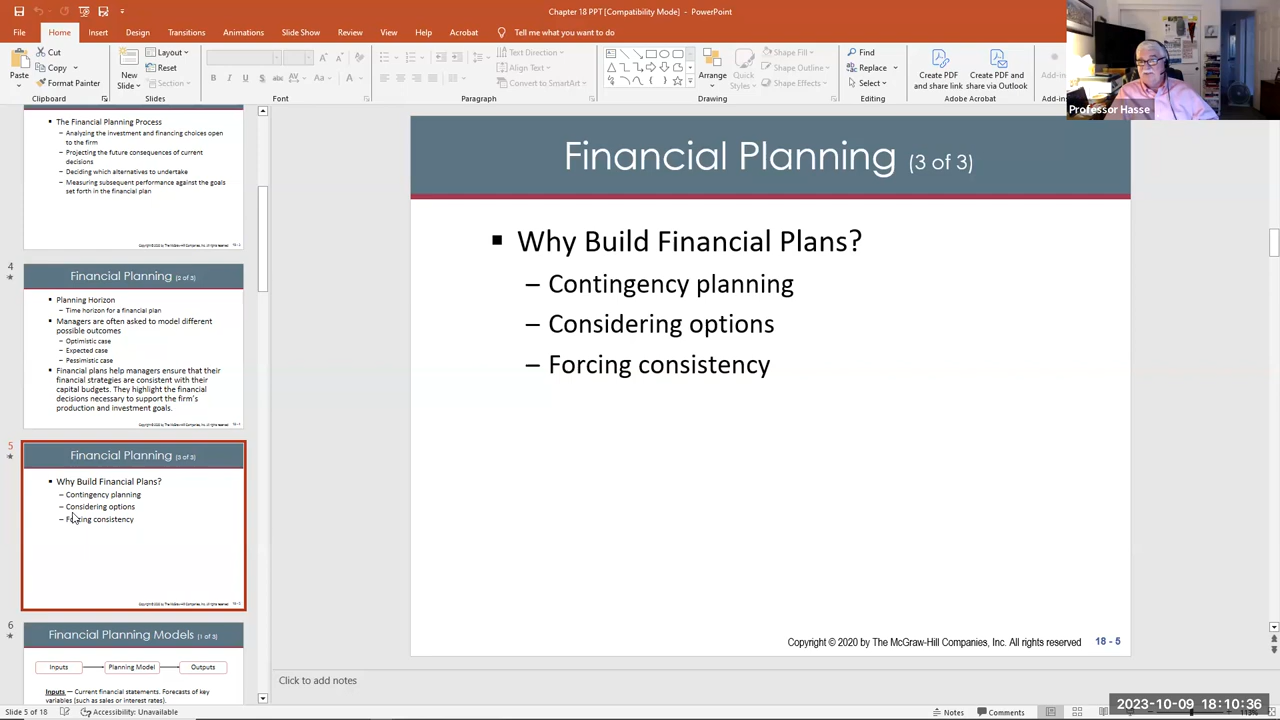 Chapter 18 PPT [Compatibility Mode] - PowerPoint
File Home Insert Design Transitions Animations Slide Show Review View Help Acrobat Tell me what you want to do
Cut
Copy
Format Painter
Paste
Clipboard
New Slide
Layout
Reset
Section
Slides
B I U S
Font
Text Direction
Align Text
Convert to SmartArt
Paragraph
Arrange
Quick Styles
Shape Fill
Shape Outline
Shape Effects
Drawing
Find
Replace
Select
Editing
Create PDF and share link
Create PDF and share via Outlook
Adobe Acrobat
Add-in
Professor Hasse
The Financial Planning Process
– Analyzing the investment and financing choices open
to the firm
– Projecting the future consequences of current
decisions
– Deciding which alternatives to undertake
– Measuring subsequent performance against the goals
set forth in the financial plan
4
Financial Planning (2 of 3)
Planning Horizon
– Time horizon for a financial plan
Managers are often asked to model different
possible outcomes
– Optimistic case
– Expected case
– Pessimistic case
Financial plans help managers ensure that their
financial strategies are consistent with their
capital budgets. They highlight the financial
decisions necessary to support the firm's
production and investment goals.
5
Financial Planning (3 of 3)
Why Build Financial Plans?
– Contingency planning
– Considering options
– Forcing consistency
6
Financial Planning Models (1 of 3)
Inputs Planning Model Outputs
Inputs — Current financial statements. Forecasts of key
variables (such as sales or interest rates).
Financial Planning (3 of 3)
▪ Why Build Financial Plans?
– Contingency planning
– Considering options
– Forcing consistency
Copyright © 2020 by The McGraw-Hill Companies, Inc. All rights reserved 18 - 5
Click to add notes
Slide 5 of 18 Accessibility: Unavailable Notes Comments
2023-10-09 18:10:36